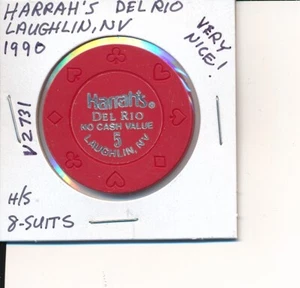 HARRAH'S DEL RIO
LAUGHLIN, NV
1990
VERY
NICE!
V2731
Harrah's®
DEL RIO
NO CASH VALUE
5
LAUGHLIN, NV
H/S
8-SUITS